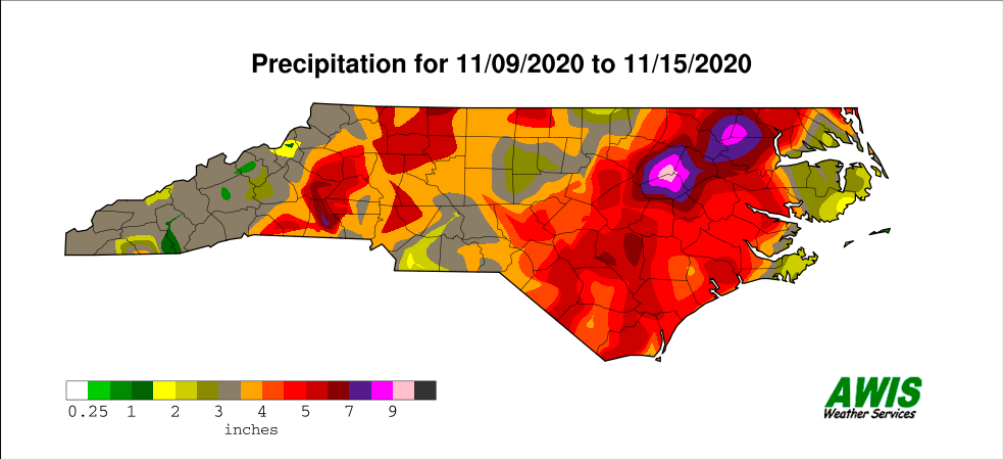 Precipitation for 11/09/2020 to 11/15/2020
0.25 1 2 3 4 5 7 9
inches
AWIS
Weather Services